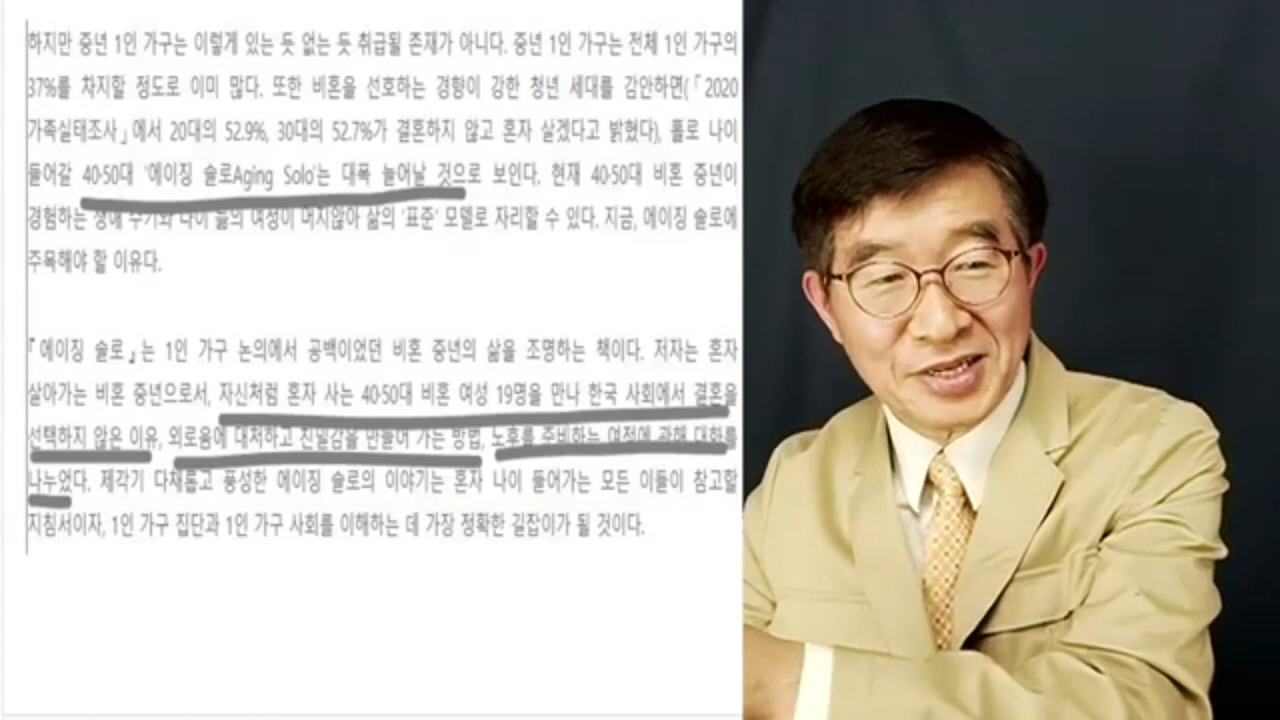 하지만 중년 1인 가구는 이렇게 있는 듯 없는 듯 취급될 존재가 아니다. 중년 1인 가구는 전체 1인 가구의
37%를 차지할 정도로 이미 많다. 또한 비혼을 선호하는 경향이 강한 청년 세대를 감안하면(「2020
가족실태조사」에서 20대의 52.9%, 30대의 52.7%가 결혼하지 않고 혼자 살겠다고 밝혔다), 홀로 나이
들어갈 40·50대 '에이징 솔로Aging Solo'는 대폭 늘어날 것으로 보인다. 현재 40·50대 비혼 중년이
경험하는 생애 주기와 나이 듦의 여정이 머지않아 삶의 '표준' 모델로 자리할 수 있다. 지금, 에이징 솔로에
주목해야 할 이유다.
『에이징 솔로』는 1인 가구 논의에서 공백이었던 비혼 중년의 삶을 조명하는 책이다. 저자는 혼자
살아가는 비혼 중년으로서, 자신처럼 혼자 사는 40·50대 비혼 여성 19명을 만나 한국 사회에서 결혼을
선택하지 않은 이유, 외로움에 대처하고 친밀감을 만들어 가는 방법, 노후를 준비하는 여정에 관해 대화를
나누었다. 제각기 다채롭고 풍성한 에이징 솔로의 이야기는 혼자 나이 들어가는 모든 이들이 참고할
지침서이자, 1인 가구 집단과 1인 가구 사회를 이해하는 데 가장 정확한 길잡이가 될 것이다.